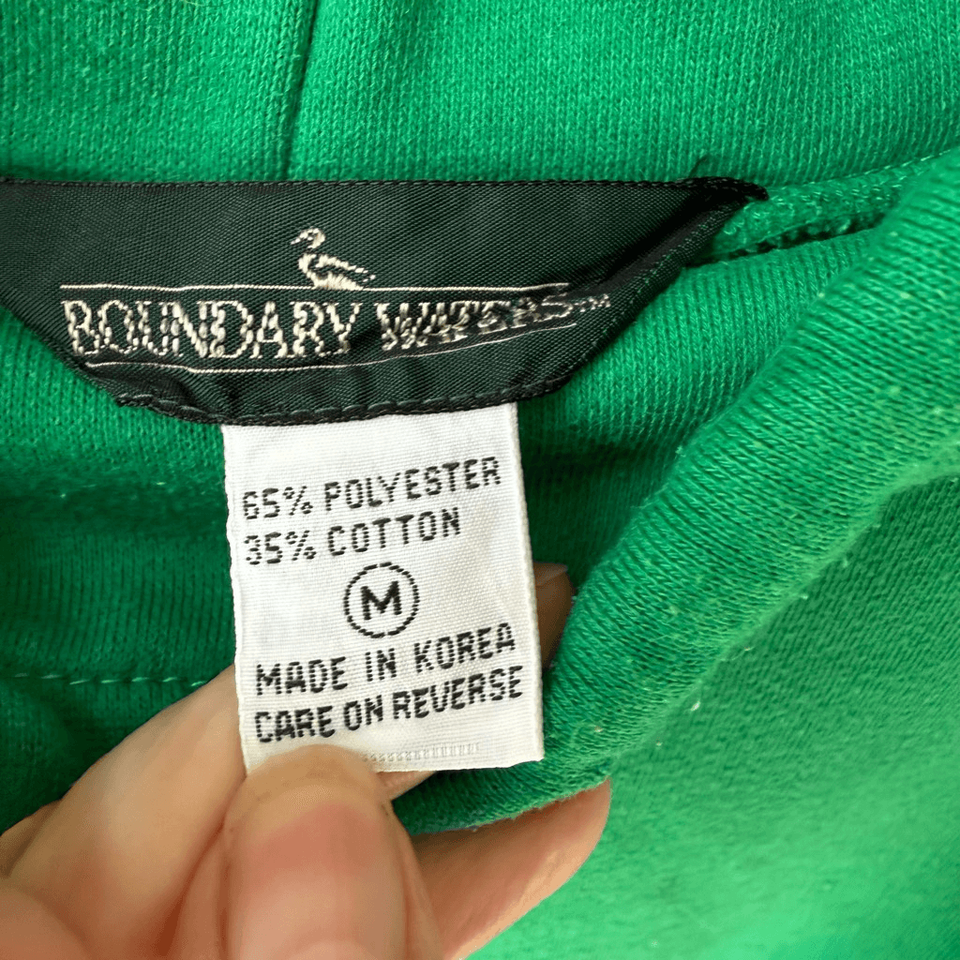 BOUNDARY WATERS™
65% POLYESTER
35% COTTON
M
MADE IN KOREA
CARE ON REVERSE